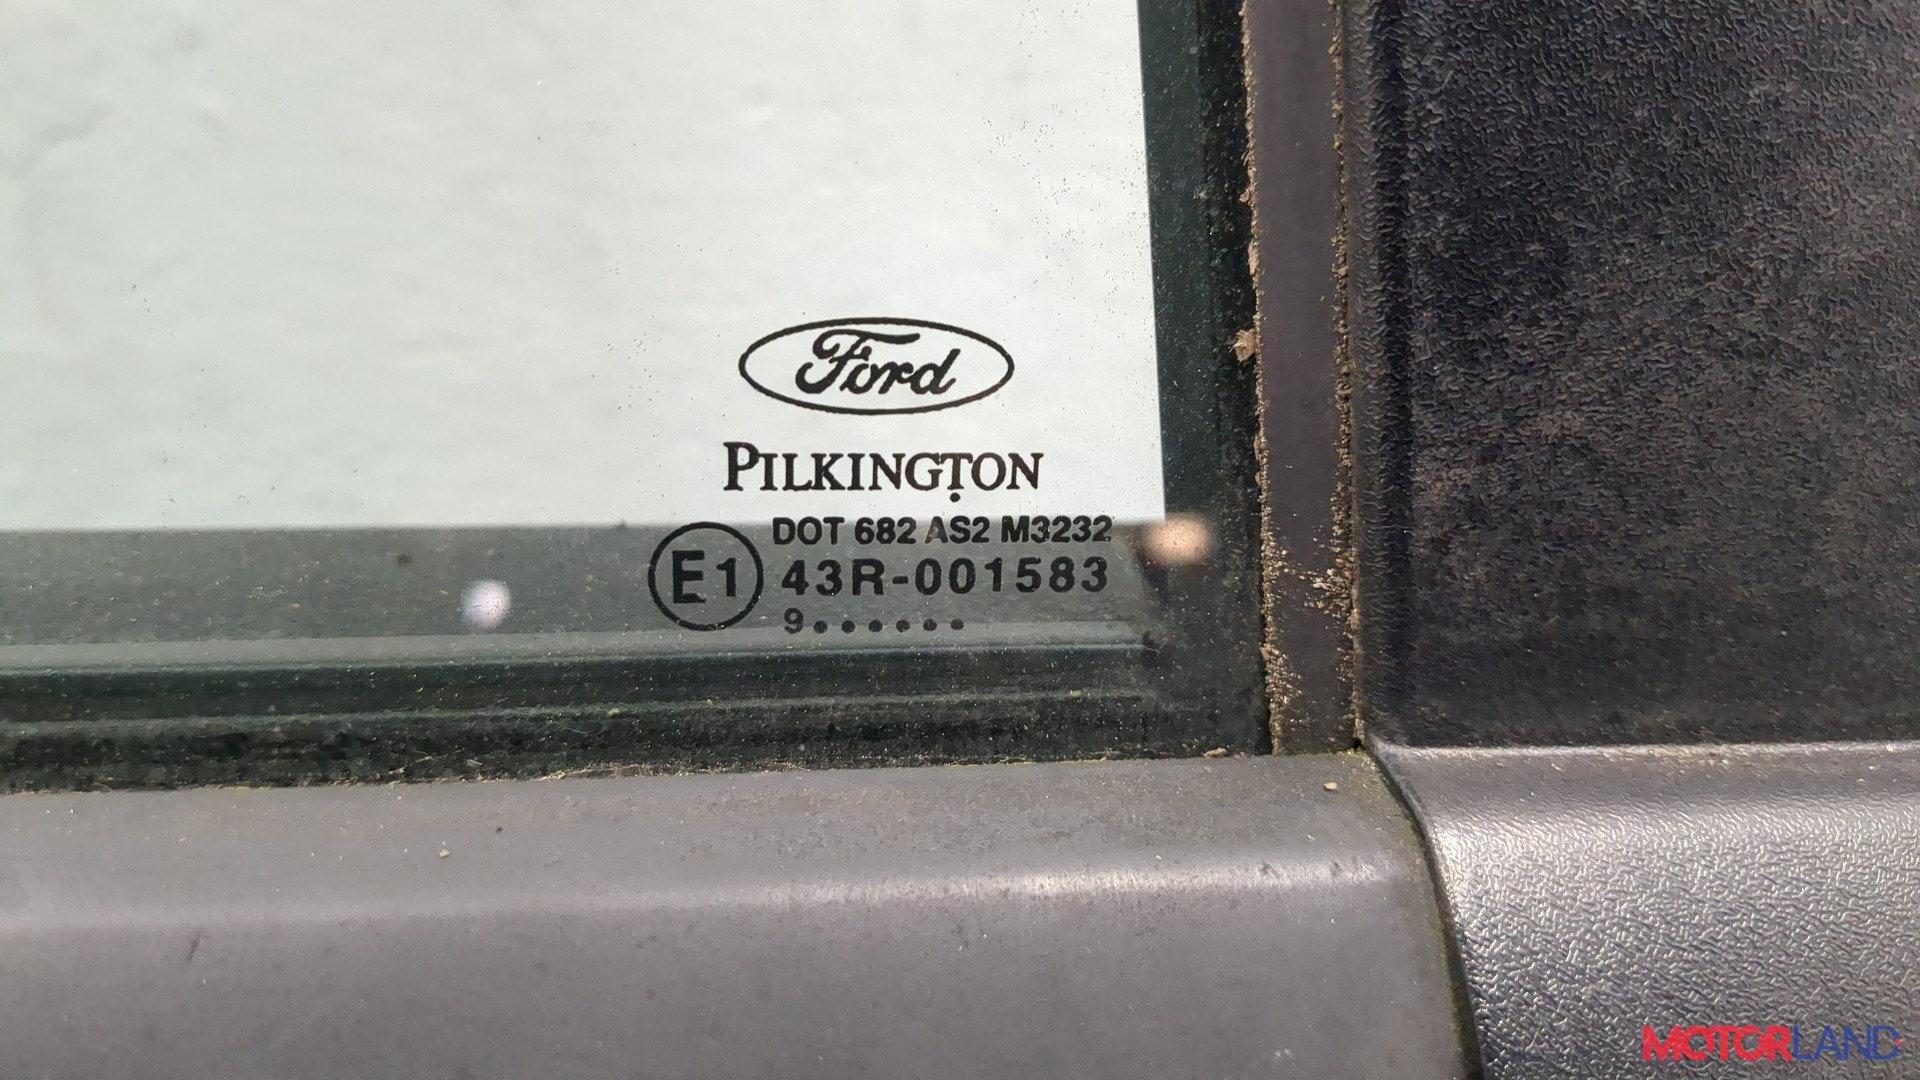 Ford
PILKINGTON
DOT 682 AS2 M3232
E1 43R-001583
9......
MOTORLAND